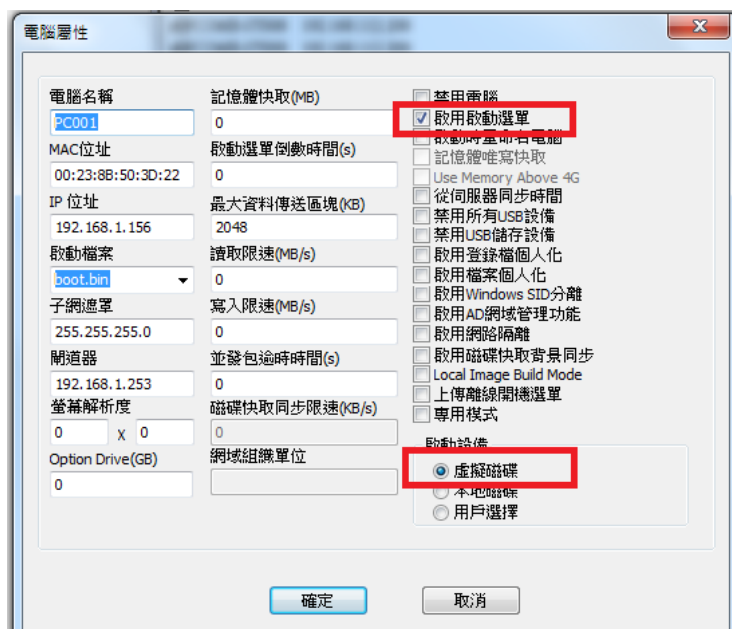 電腦屬性
電腦名稱
PC001
MAC位址
00:23:8B:50:3D:22
IP 位址
192.168.1.156
啟動檔案
boot.bin
子網遮罩
255.255.255.0
閘道器
192.168.1.253
螢幕解析度
0 X 0
Option Drive(GB)
0
記憶體快取(MB)
0
啟動選單倒數時間(s)
0
最大資料傳送區塊(KB)
2048
讀取限速(MB/s)
0
寫入限速(MB/s)
0
並發包逾時時間(s)
0
磁碟快取同步限速(KB/s)
0
網域組織單位
禁用電腦
啟用啟動選單
啟動時重命名電腦
記憶體唯寫快取
Use Memory Above 4G
從伺服器同步時間
禁用所有USB設備
禁用USB儲存設備
啟用登錄檔個人化
啟用檔案個人化
啟用Windows SID分離
啟用AD網域管理功能
啟用網路隔離
啟用磁碟快取背景同步
Local Image Build Mode
上傳離線開機選單
專用模式
啟動設備
虛擬磁碟
本地磁碟
用戶選擇
確定
取消